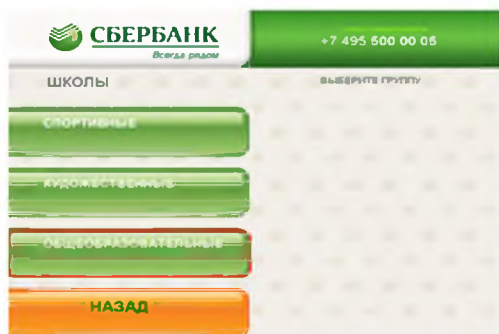 СБЕРБАНК
Всегда рядом
+7 495 500 00 05
ШКОЛЫ
ВЫБЕРИТЕ ГРУППУ
СПОРТИВНЫЕ
ХУДОЖЕСТВЕННЫЕ
ОБЩЕОБРАЗОВАТЕЛЬНЫЕ
НАЗАД